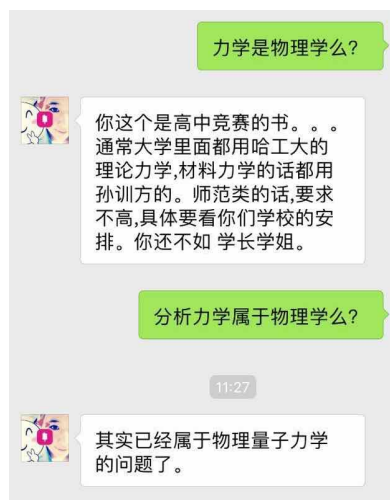 力学是物理学么?
你这个是高中竞赛的书。。。
通常大学里面都用哈工大的
理论力学,材料力学的话都用
孙训方的。师范类的话,要求
不高,具体要看你们学校的安
排。你还不如 学长学姐。
分析力学属于物理学么?
11:27
其实已经属于物理量子力学
的问题了。